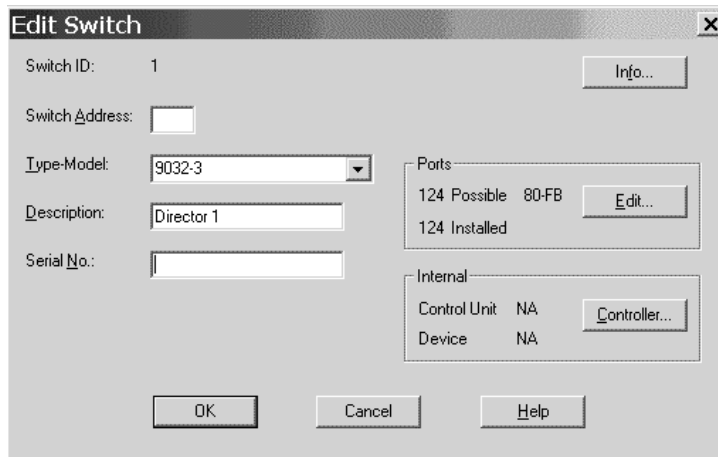 Edit Switch
Switch ID: 1
Info...
Switch Address:
Type-Model: 9032-3
Description: Director 1
Serial No.:
Ports
124 Possible 80-FB
124 Installed
Edit...
Internal
Control Unit NA
Device NA
Controller...
OK Cancel Help